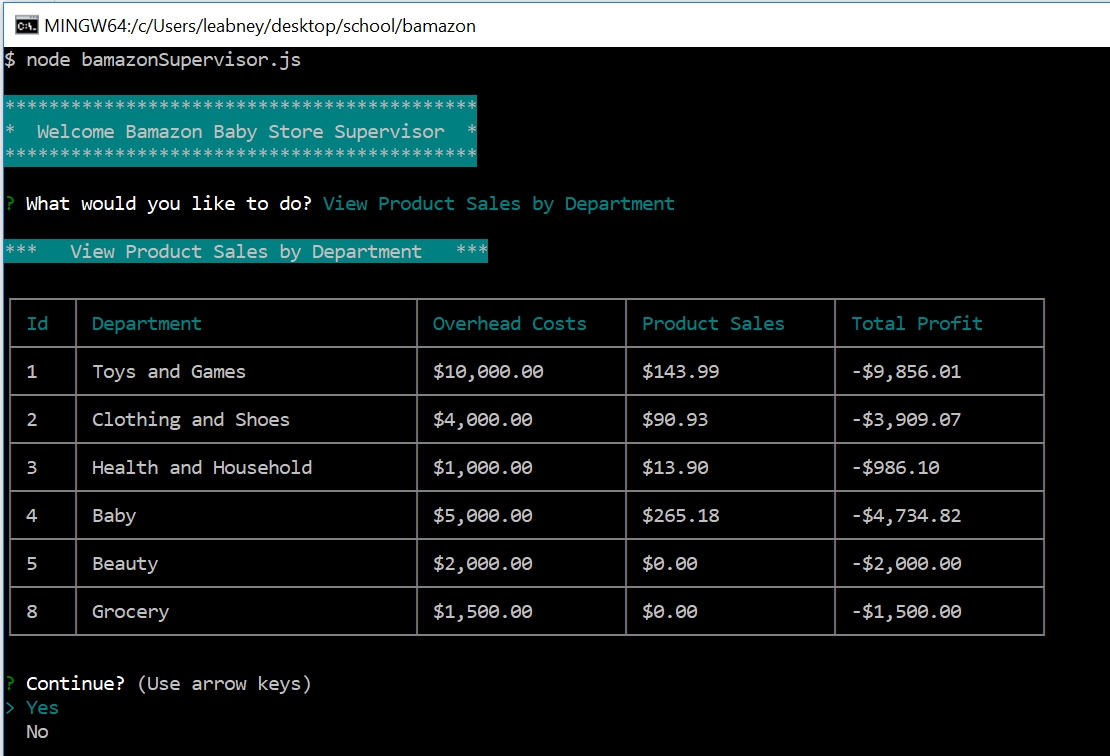 MINGW64:/c/Users/leabney/desktop/school/bamazon
$ node bamazonSupervisor.js
*******************************************
*  Welcome Bamazon Baby Store Supervisor  *
*******************************************
? What would you like to do? View Product Sales by Department
***   View Product Sales by Department   ***
Id Department Overhead Costs Product Sales Total Profit
1 Toys and Games $10,000.00 $143.99 -$9,856.01
2 Clothing and Shoes $4,000.00 $90.93 -$3,909.07
3 Health and Household $1,000.00 $13.90 -$986.10
4 Baby $5,000.00 $265.18 -$4,734.82
5 Beauty $2,000.00 $0.00 -$2,000.00
8 Grocery $1,500.00 $0.00 -$1,500.00
? Continue? (Use arrow keys)
> Yes
No